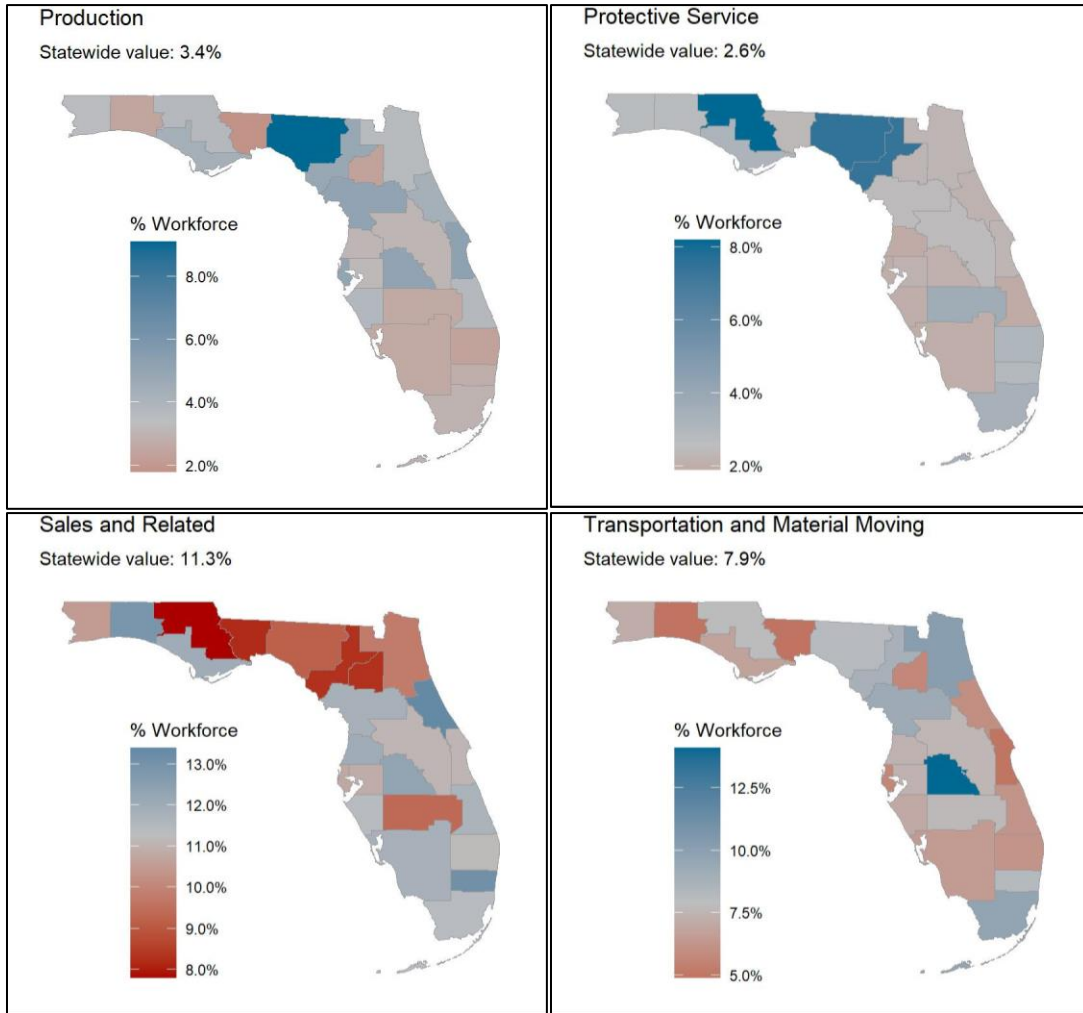 Production
Statewide value: 3.4%
% Workforce
8.0%
6.0%
4.0%
2.0%
Protective Service
Statewide value: 2.6%
% Workforce
8.0%
6.0%
4.0%
2.0%
Sales and Related
Statewide value: 11.3%
% Workforce
13.0%
12.0%
11.0%
10.0%
9.0%
8.0%
Transportation and Material Moving
Statewide value: 7.9%
% Workforce
12.5%
10.0%
7.5%
5.0%